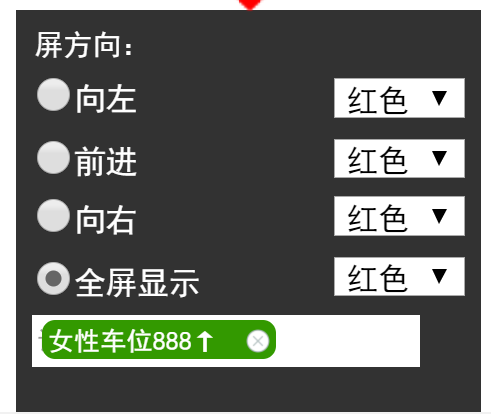 屏方向：
向左 红色 ▼
前进 红色 ▼
向右 红色 ▼
全屏显示 红色 ▼
女性车位888↑